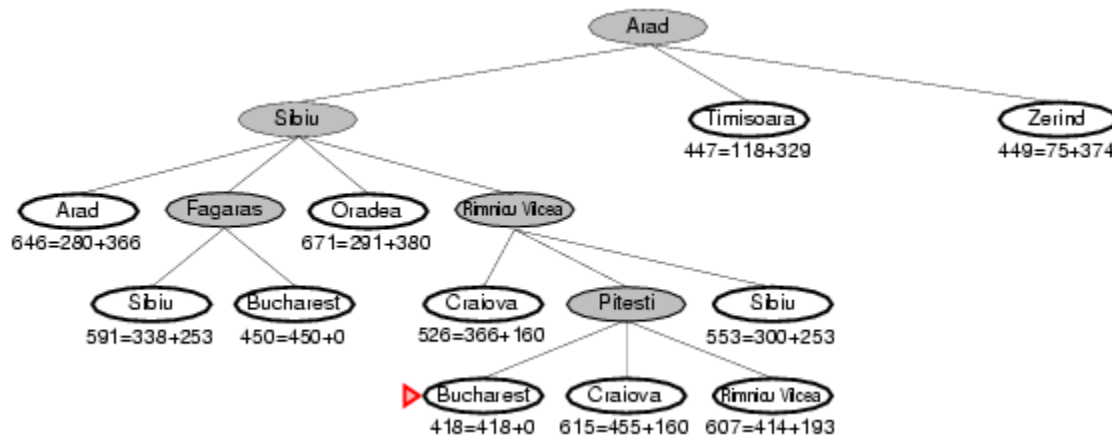 Arad
Sibiu
Timisoara
Zerind
447=118+329
449=75+374
Arad
Fagaras
Oradea
Rimnicu Vilcea
646=280+366
671=291+380
Sibiu
Bucharest
Craiova
Pitesti
Sibiu
591=338+253
450=450+0
526=366+160
553=300+253
Bucharest
Craiova
Rimnicu Vilcea
418=418+0
615=455+160
607=414+193